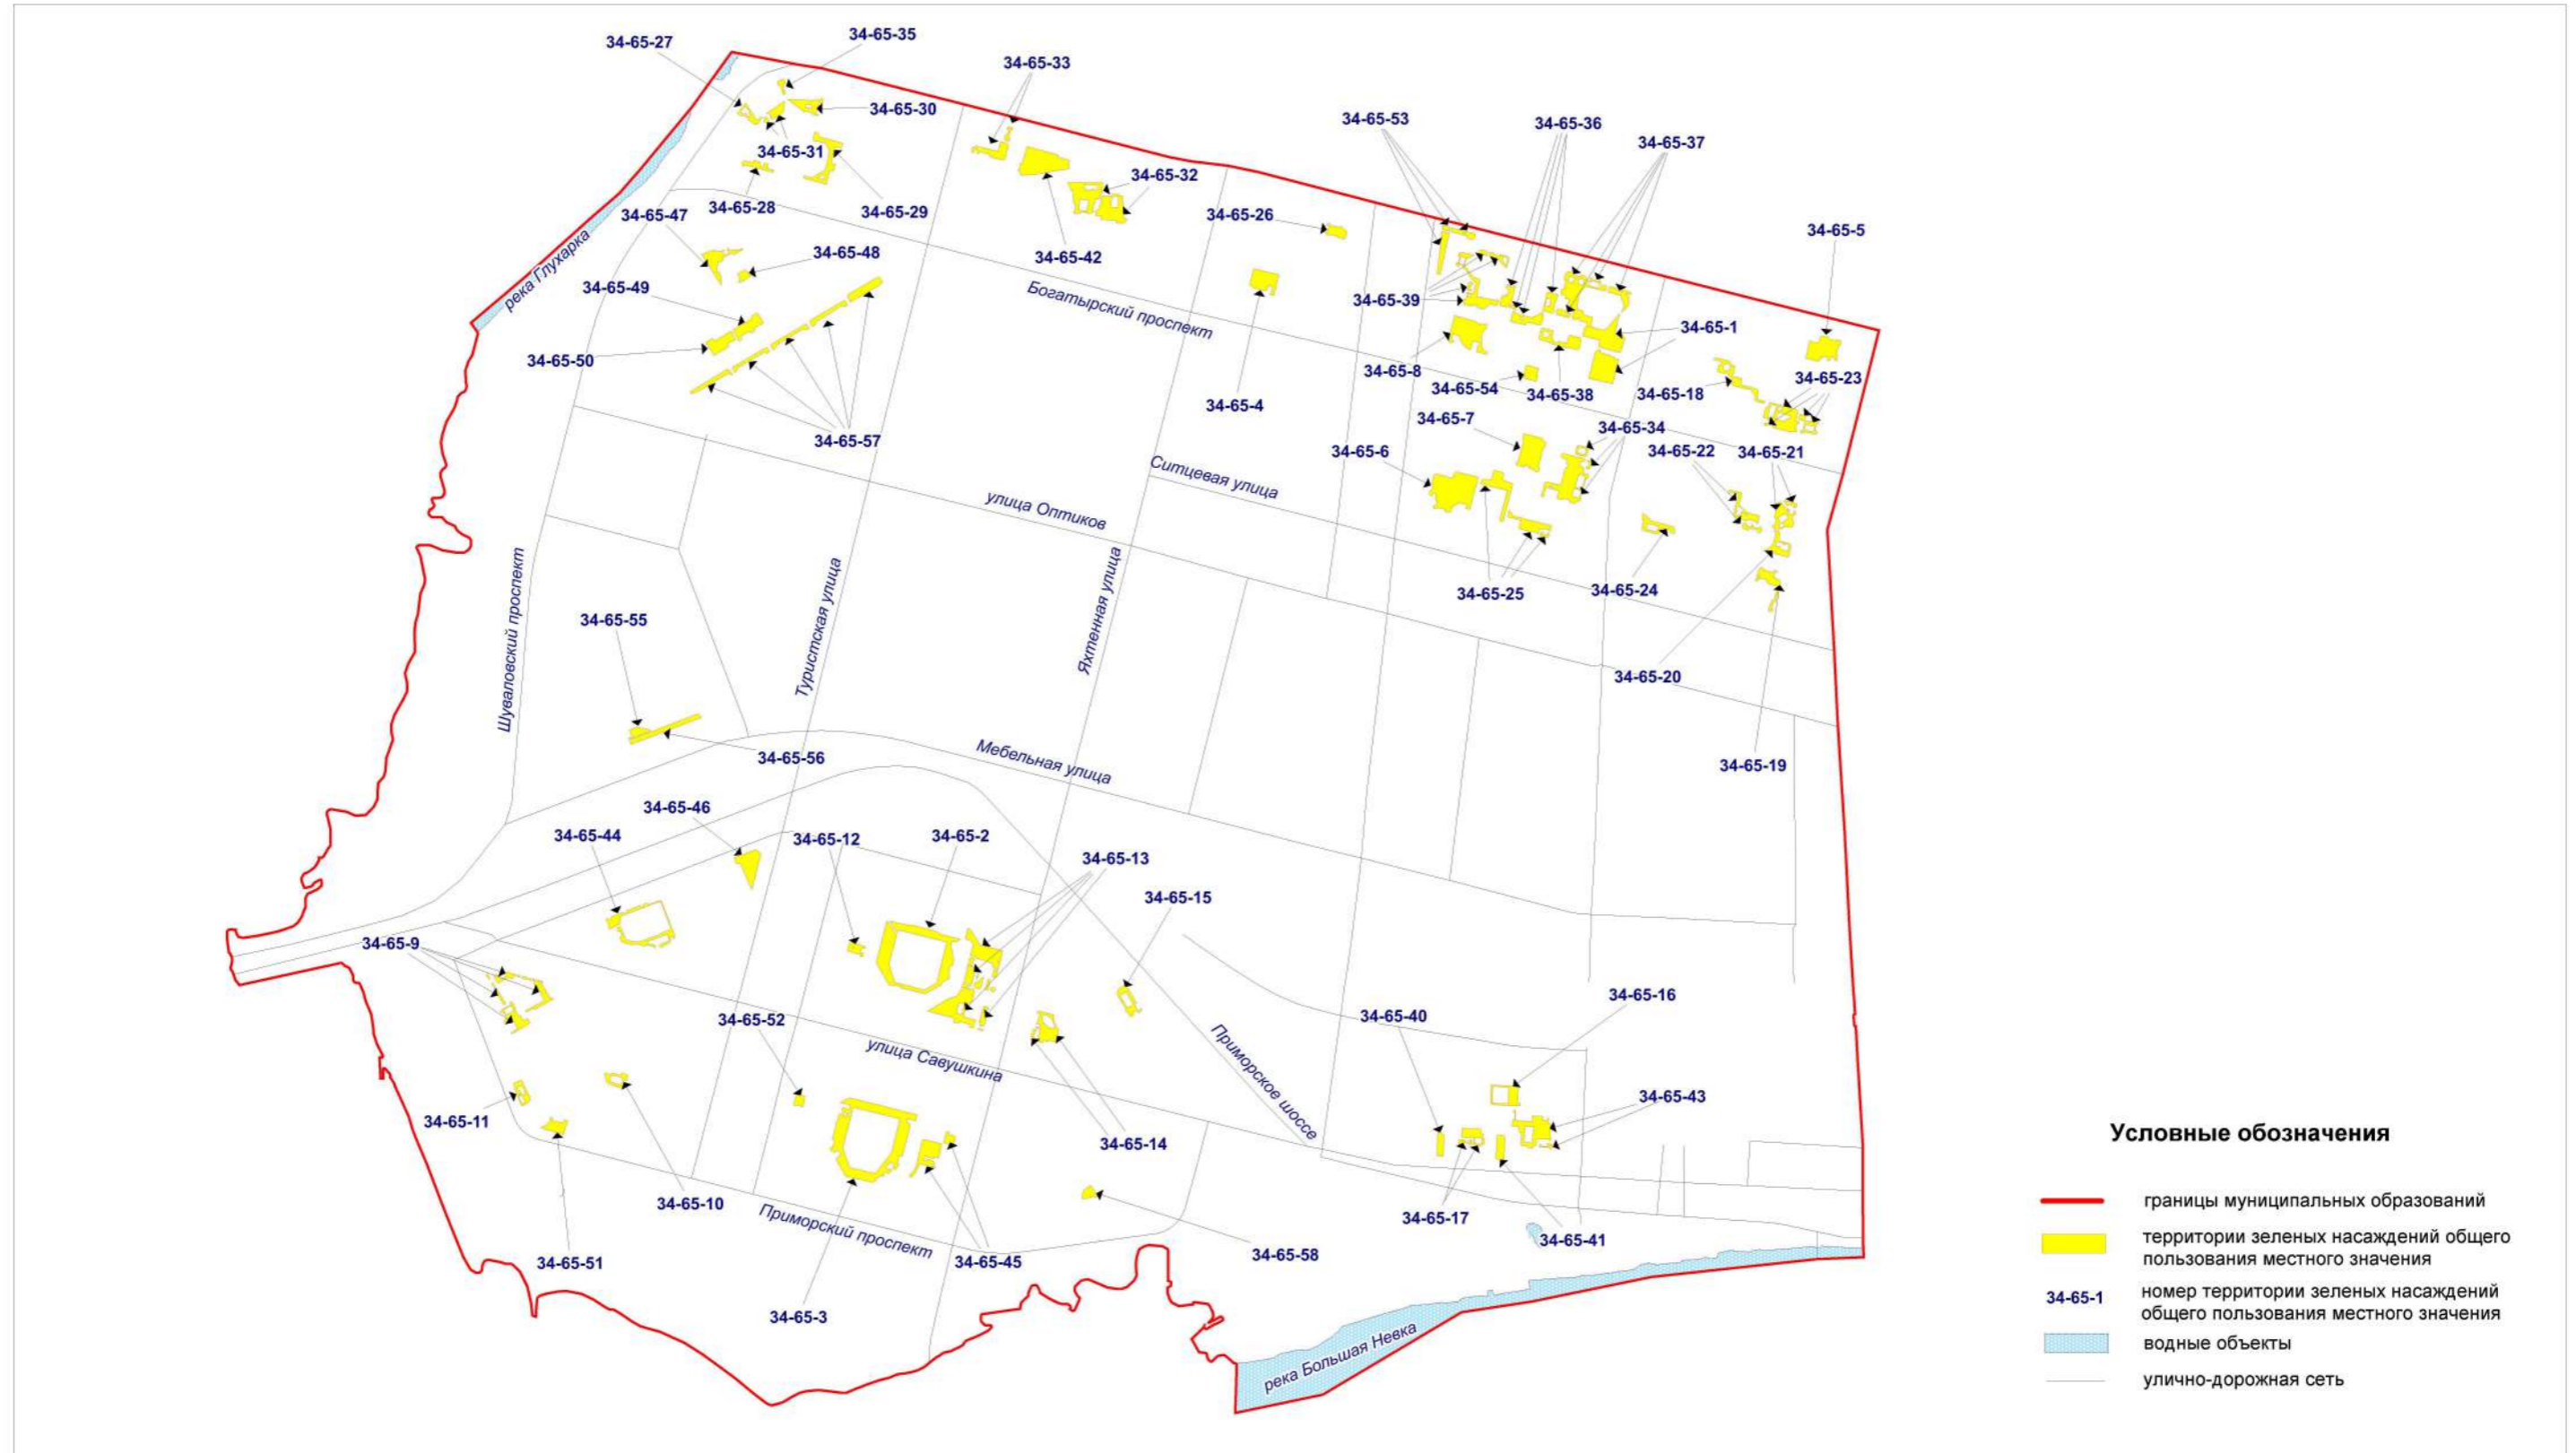 34-65-27
34-65-35
34-65-33
34-65-30
34-65-53
34-65-36
34-65-37
34-65-31
34-65-32
34-65-47
34-65-28
34-65-29
34-65-26
34-65-5
река Глухарка
34-65-48
34-65-42
34-65-49
Богатырский проспект
34-65-39
34-65-1
34-65-50
34-65-8
34-65-54
34-65-38
34-65-18
34-65-23
34-65-4
34-65-57
34-65-7
34-65-34
34-65-6
34-65-22
34-65-21
Ситцевая улица
улица Оптиков
34-65-25
34-65-24
Шуваловский проспект
Туристская улица
Яхтенная улица
34-65-55
34-65-20
34-65-56
Мебельная улица
34-65-19
34-65-46
34-65-44
34-65-12
34-65-2
34-65-13
34-65-15
34-65-9
34-65-52
улица Савушкина
Приморское шоссе
34-65-40
34-65-16
34-65-11
34-65-14
34-65-43
34-65-10
Приморский проспект
34-65-17
34-65-41
34-65-51
34-65-45
34-65-58
34-65-3
река Большая Невка
Условные обозначения
границы муниципальных образований
территории зеленых насаждений общего
пользования местного значения
34-65-1
номер территории зеленых насаждений
общего пользования местного значения
водные объекты
улично-дорожная сеть